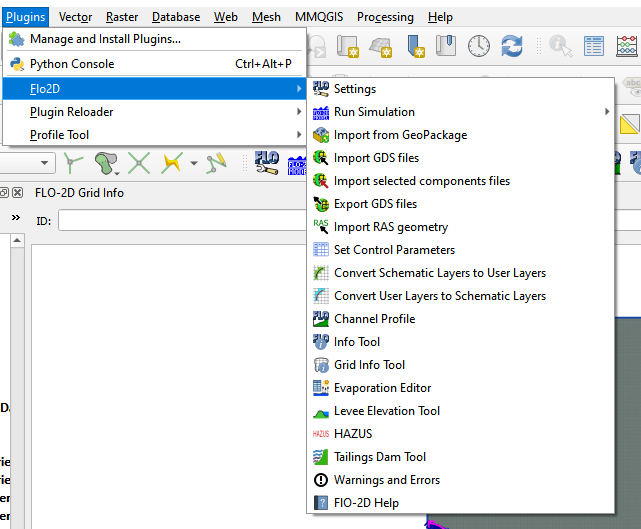 Plugins Vector Raster Database Web Mesh MMQGIS Processing Help
Manage and Install Plugins...
Python Console Ctrl+Alt+P
Flo2D
Plugin Reloader
Profile Tool
Settings
Run Simulation
Import from GeoPackage
Import GDS files
Import selected components files
Export GDS files
RAS Import RAS geometry
Set Control Parameters
Convert Schematic Layers to User Layers
Convert User Layers to Schematic Layers
Channel Profile
Info Tool
Grid Info Tool
Evaporation Editor
Levee Elevation Tool
HAZUS HAZUS
Tailings Dam Tool
Warnings and Errors
FlO-2D Help
abc
FLO-2D Grid Info
» ID: